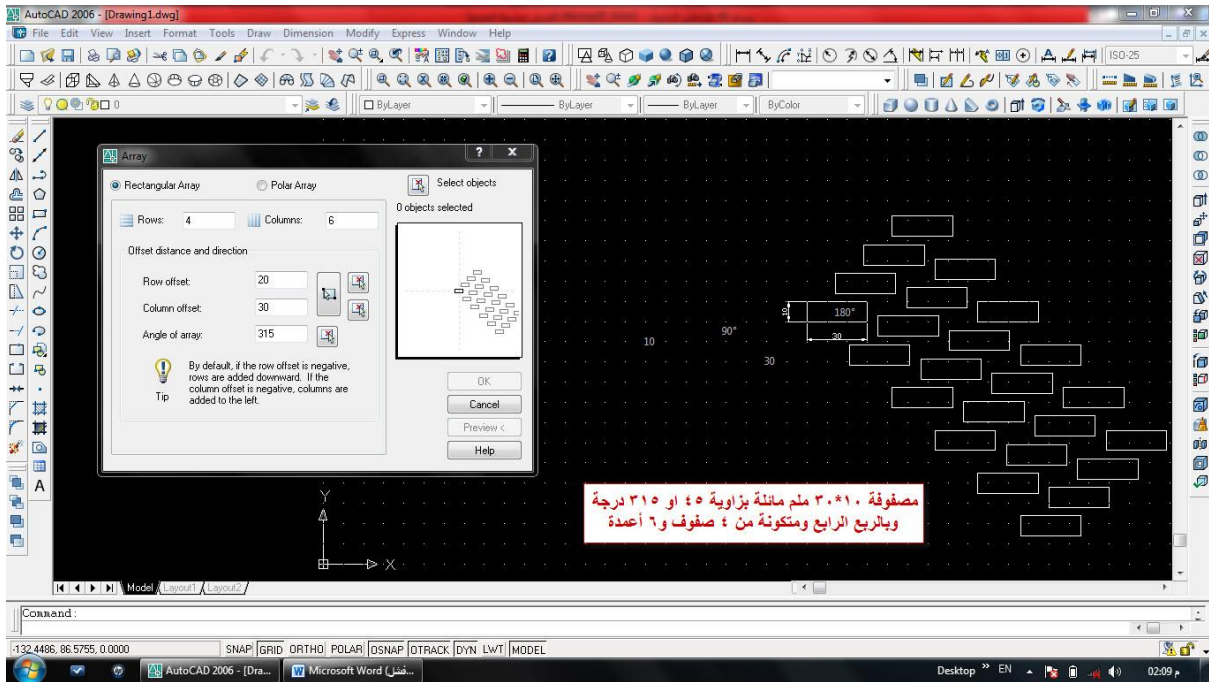 AutoCAD 2006 - [Drawing1.dwg]
File Edit View Insert Format Tools Draw Dimension Modify Express Window Help
ISO-25
0 ByLayer ByLayer ByLayer ByColor
Array
Rectangular Array Polar Array Select objects
0 objects selected
Rows: 4 Columns: 6
Offset distance and direction
Row offset: 20
Column offset: 30
Angle of array: 315
By default, if the row offset is negative,
rows are added downward. If the
column offset is negative, columns are
added to the left.
Tip
OK
Cancel
Preview <
Help
10 180°
30
90°
10
30
مصفوفة ١٠*٣٠ ملم مائلة بزاوية ٤٥ او ٣١٥ درجة
وبالربع الرابع ومتكونة من ٤ صفوف و٦ أعمدة
Y
X
Model Layout1 Layout2
Command:
-132.4486, 86.5755, 0.0000 SNAP GRID ORTHO POLAR OSNAP OTRACK DYN LWT MODEL
AutoCAD 2006 - [Dra... Microsoft Word (فشل... Desktop » EN 02:09 م